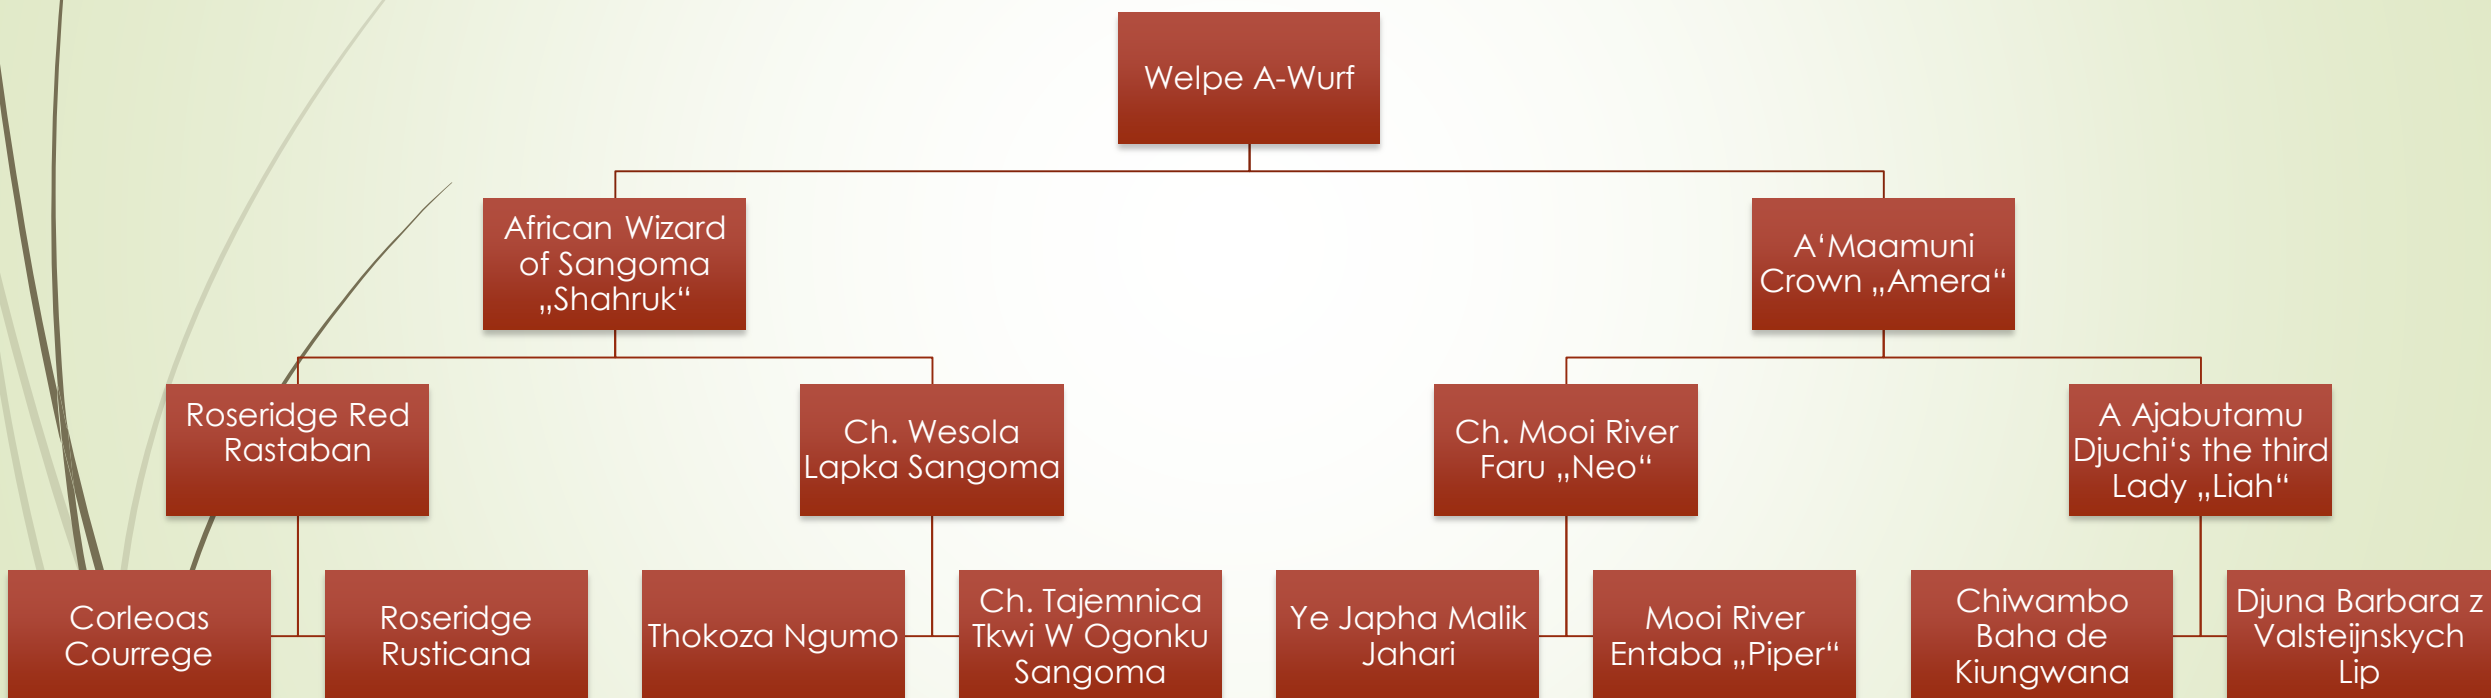 Welpe A-Wurf
African Wizard
of Sangoma
„Shahruk“
A‘Maamuni
Crown „Amera“
Roseridge Red
Rastaban
Ch. Wesola
Lapka Sangoma
Ch. Mooi River
Faru „Neo“
A Ajabutamu
Djuchi‘s the third
Lady „Liah“
Corleoas
Courrege
Roseridge
Rusticana
Thokoza Ngumo
Ch. Tajemnica
Tkwi W Ogonku
Sangoma
Ye Japha Malik
Jahari
Mooi River
Entaba „Piper“
Chiwambo
Baha de
Kiungwana
Djuna Barbara z
Valsteijnskych
Lip